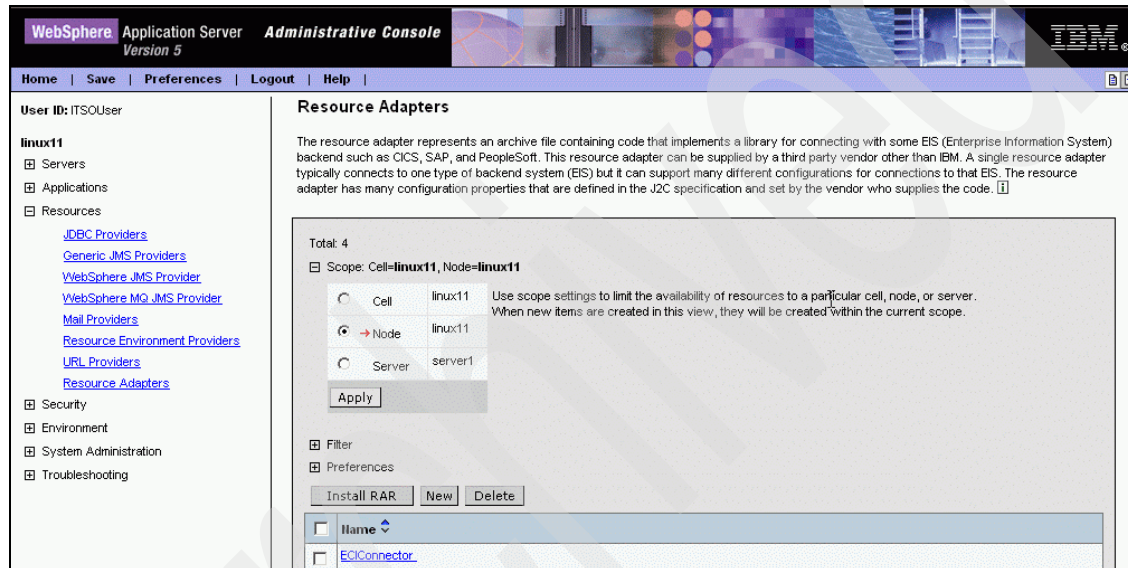 WebSphere Application Server Administrative Console
Version 5
IBM
Home | Save | Preferences | Logout | Help |
User ID: ITSOUser
linux11
Servers
Applications
Resources
JDBC Providers
Generic JMS Providers
WebSphere JMS Provider
WebSphere MQ JMS Provider
Mail Providers
Resource Environment Providers
URL Providers
Resource Adapters
Security
Environment
System Administration
Troubleshooting
Resource Adapters
The resource adapter represents an archive file containing code that implements a library for connecting with some EIS (Enterprise Information System)
backend such as CICS, SAP, and PeopleSoft. This resource adapter can be supplied by a third party vendor other than IBM. A single resource adapter
typically connects to one type of backend system (EIS) but it can support many different configurations for connections to that EIS. The resource
adapter has many configuration properties that are defined in the J2C specification and set by the vendor who supplies the code.
Total: 4
Scope: Cell=linux11, Node=linux11
Cell linux11
Node linux11
Server server1
Use scope settings to limit the availability of resources to a particular cell, node, or server.
When new items are created in this view, they will be created within the current scope.
Apply
Filter
Preferences
Install RAR New Delete
Name
ECIConnector